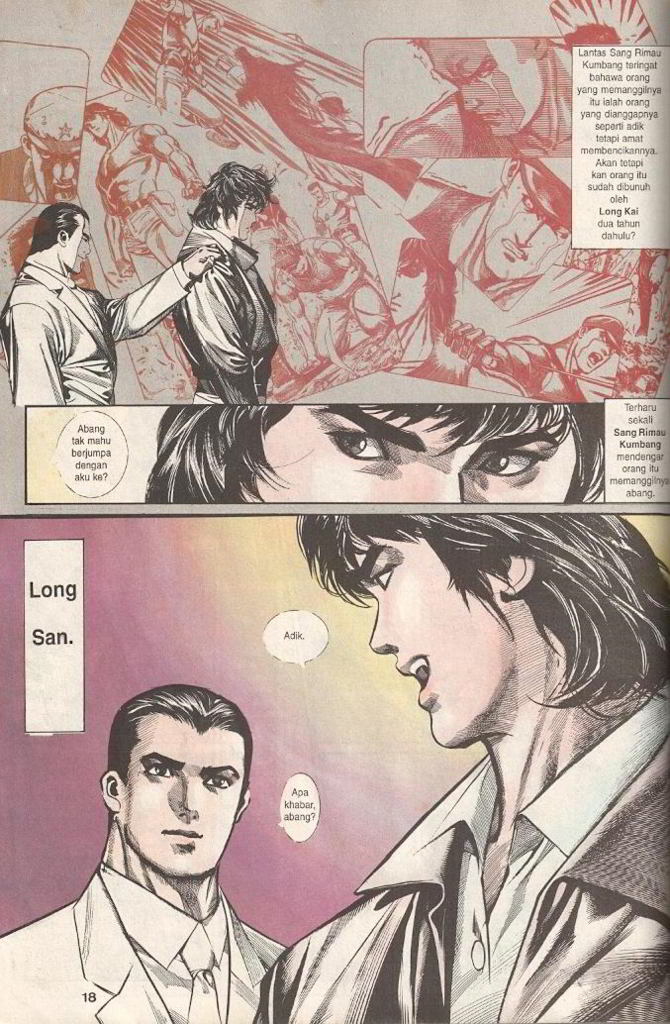 Lantas Sang Rimau
Kumbang teringat
bahawa orang
yang memanggilnya
itu ialah orang
yang dianggapnya
seperti adik
tetapi amat
membencikannya.
Akan tetapi
kan orang itu
sudah dibunuh
oleh
Long Kai
dua tahun
dahulu?
Abang
tak mahu
berjumpa
dengan
aku ke?
Terharu
sekali
Sang Rimau
Kumbang
mendengar
orang itu
memanggilnya
abang.
Long
San.
Adik.
Apa
khabar,
abang?
18